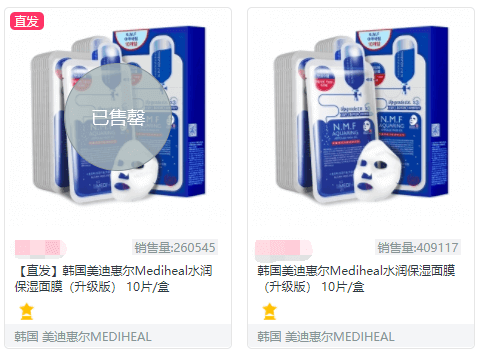 直发
已售罄
N.M.F
AQUARING
N.M.F
AQUARING
销售量:260545
销售量:409117
【直发】韩国美迪惠尔Mediheal水润
保湿面膜（升级版） 10片/盒
韩国美迪惠尔Mediheal水润保湿面膜
（升级版） 10片/盒
韩国 美迪惠尔MEDIHEAL
韩国 美迪惠尔MEDIHEAL